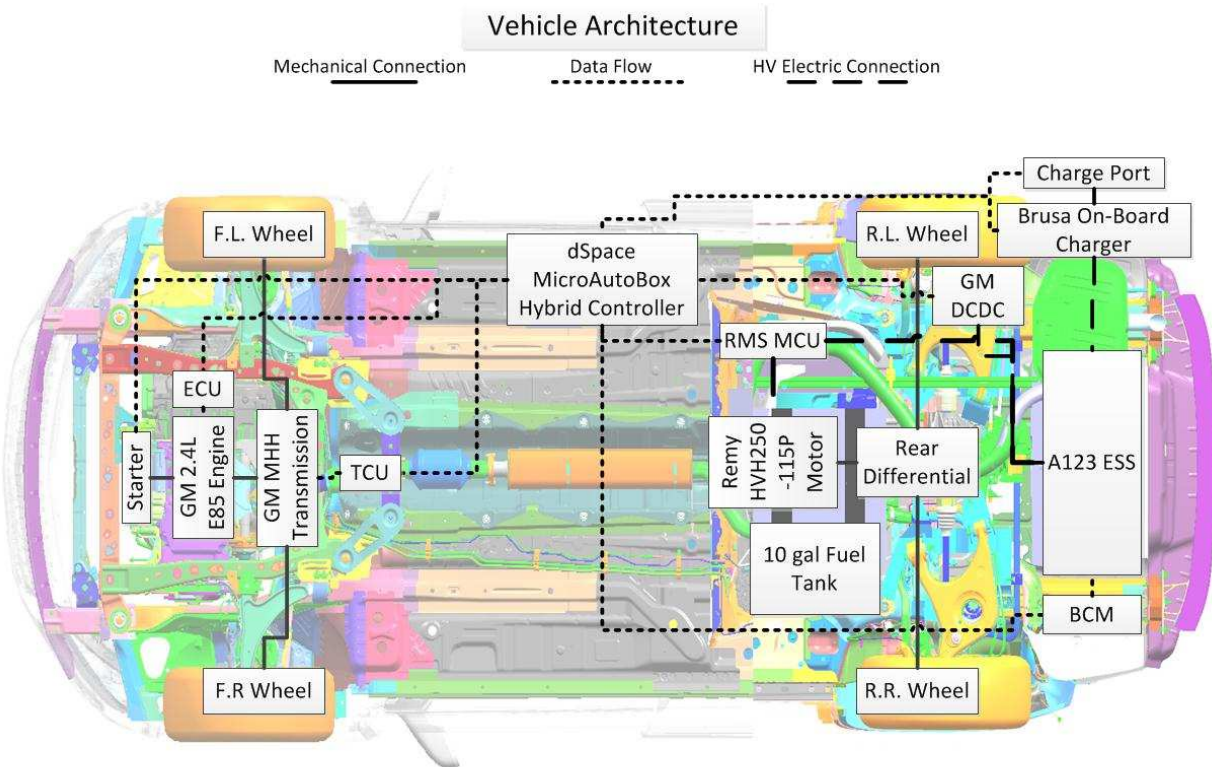 Vehicle Architecture
Mechanical Connection
Data Flow
HV Electric Connection
Charge Port
F.L. Wheel
dSpace
MicroAutoBox
Hybrid Controller
R.L. Wheel
Brusa On-Board
Charger
GM
DCDC
RMS MCU
ECU
Starter
GM 2.4L
E85 Engine
GM MHH
Transmission
TCU
Remy
HVH250
-115P
Motor
Rear
Differential
A123 ESS
10 gal Fuel
Tank
BCM
F.R Wheel
R.R. Wheel